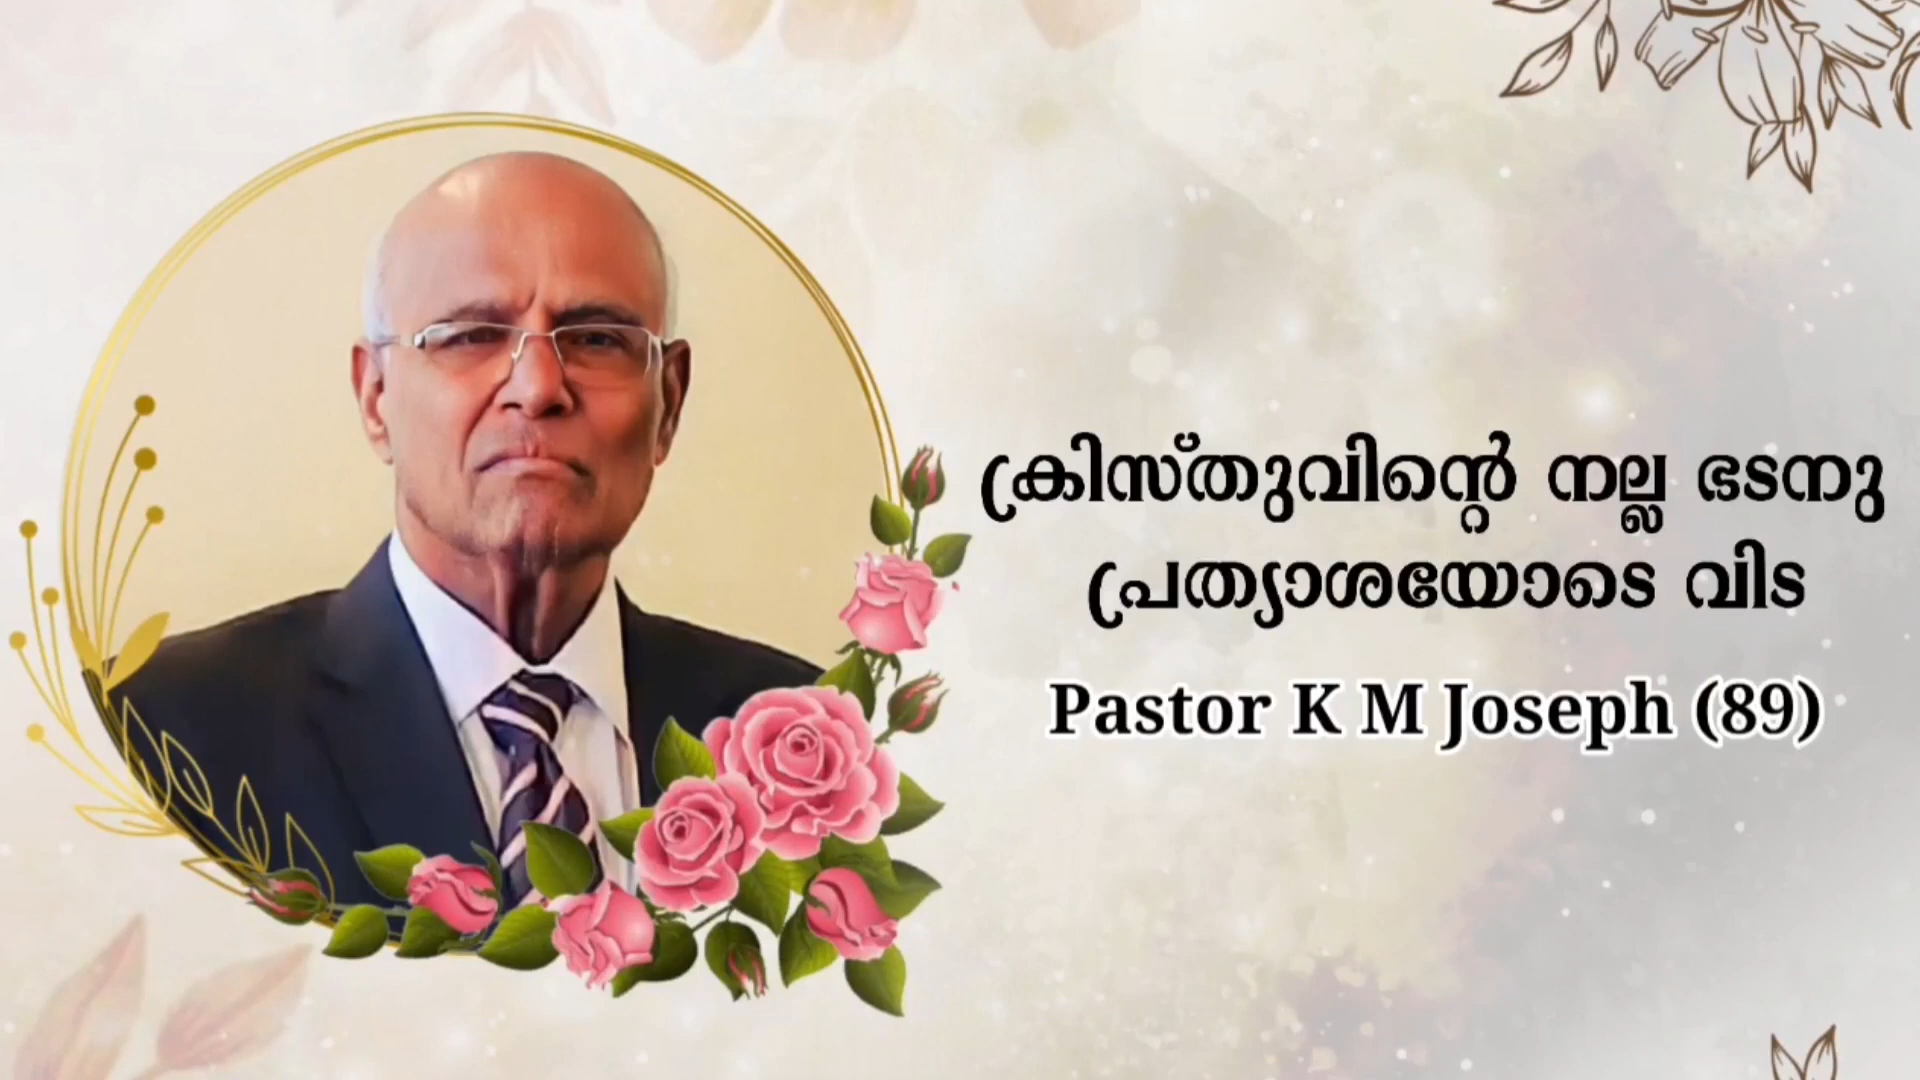 ക്രിസ്തുവിന്റെ നല്ല ഭടനു
പ്രത്യാശയോടെ വിട
Pastor K M Joseph (89)